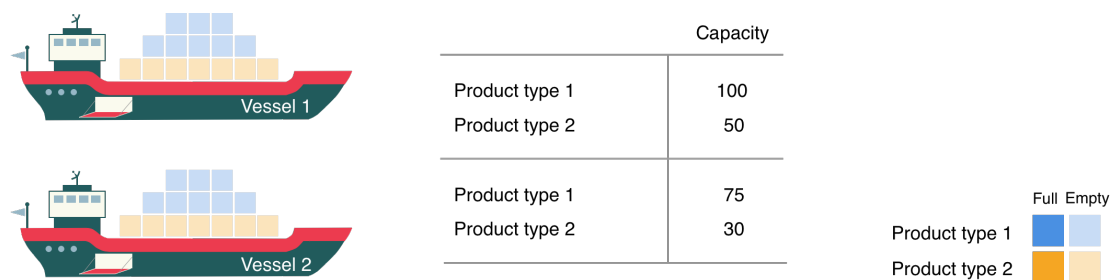 Vessel 1
Vessel 2
Capacity
Product type 1 100
Product type 2 50
Product type 1 75
Product type 2 30
Full Empty
Product type 1
Product type 2